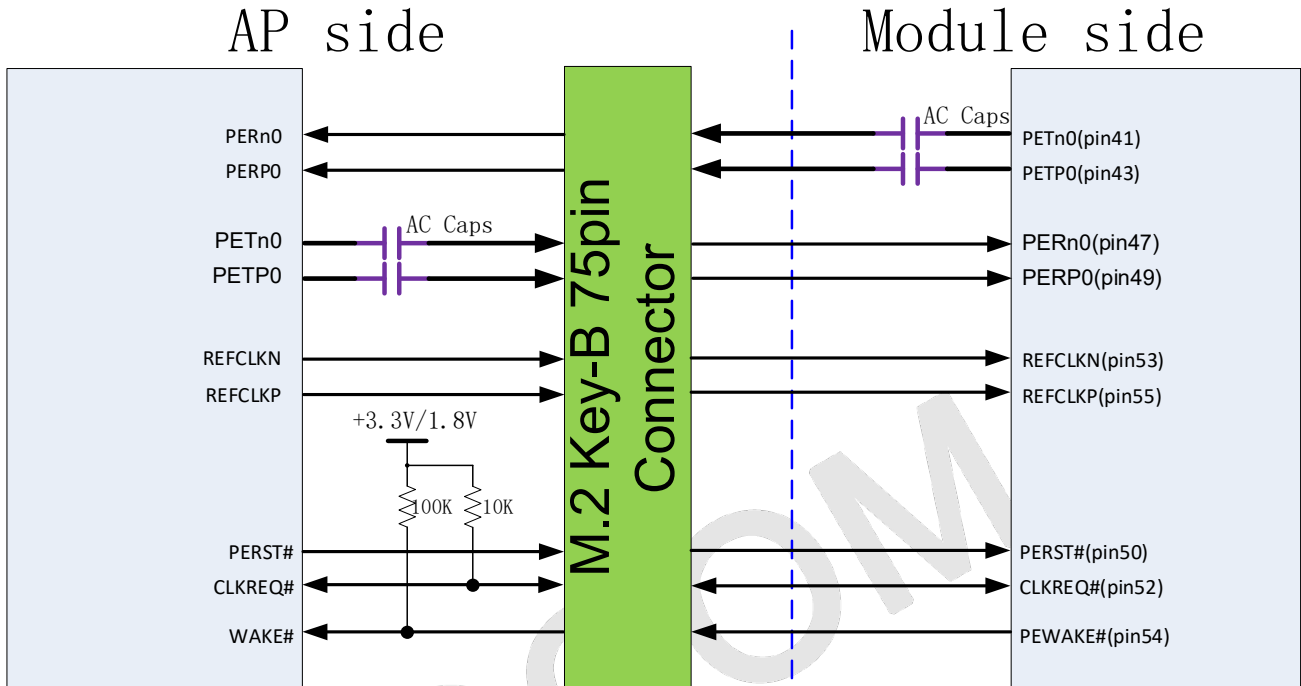 AP side
Module side
PERn0
PERP0
PETn0
PETP0
AC Caps
REFCLKN
REFCLKP
+3.3V/1.8V
100K
10K
PERST#
CLKREQ#
WAKE#
M.2 Key-B 75pin
Connector
AC Caps
PETn0(pin41)
PETP0(pin43)
PERn0(pin47)
PERP0(pin49)
REFCLKN(pin53)
REFCLKP(pin55)
PERST#(pin50)
CLKREQ#(pin52)
PEWAKE#(pin54)
OM